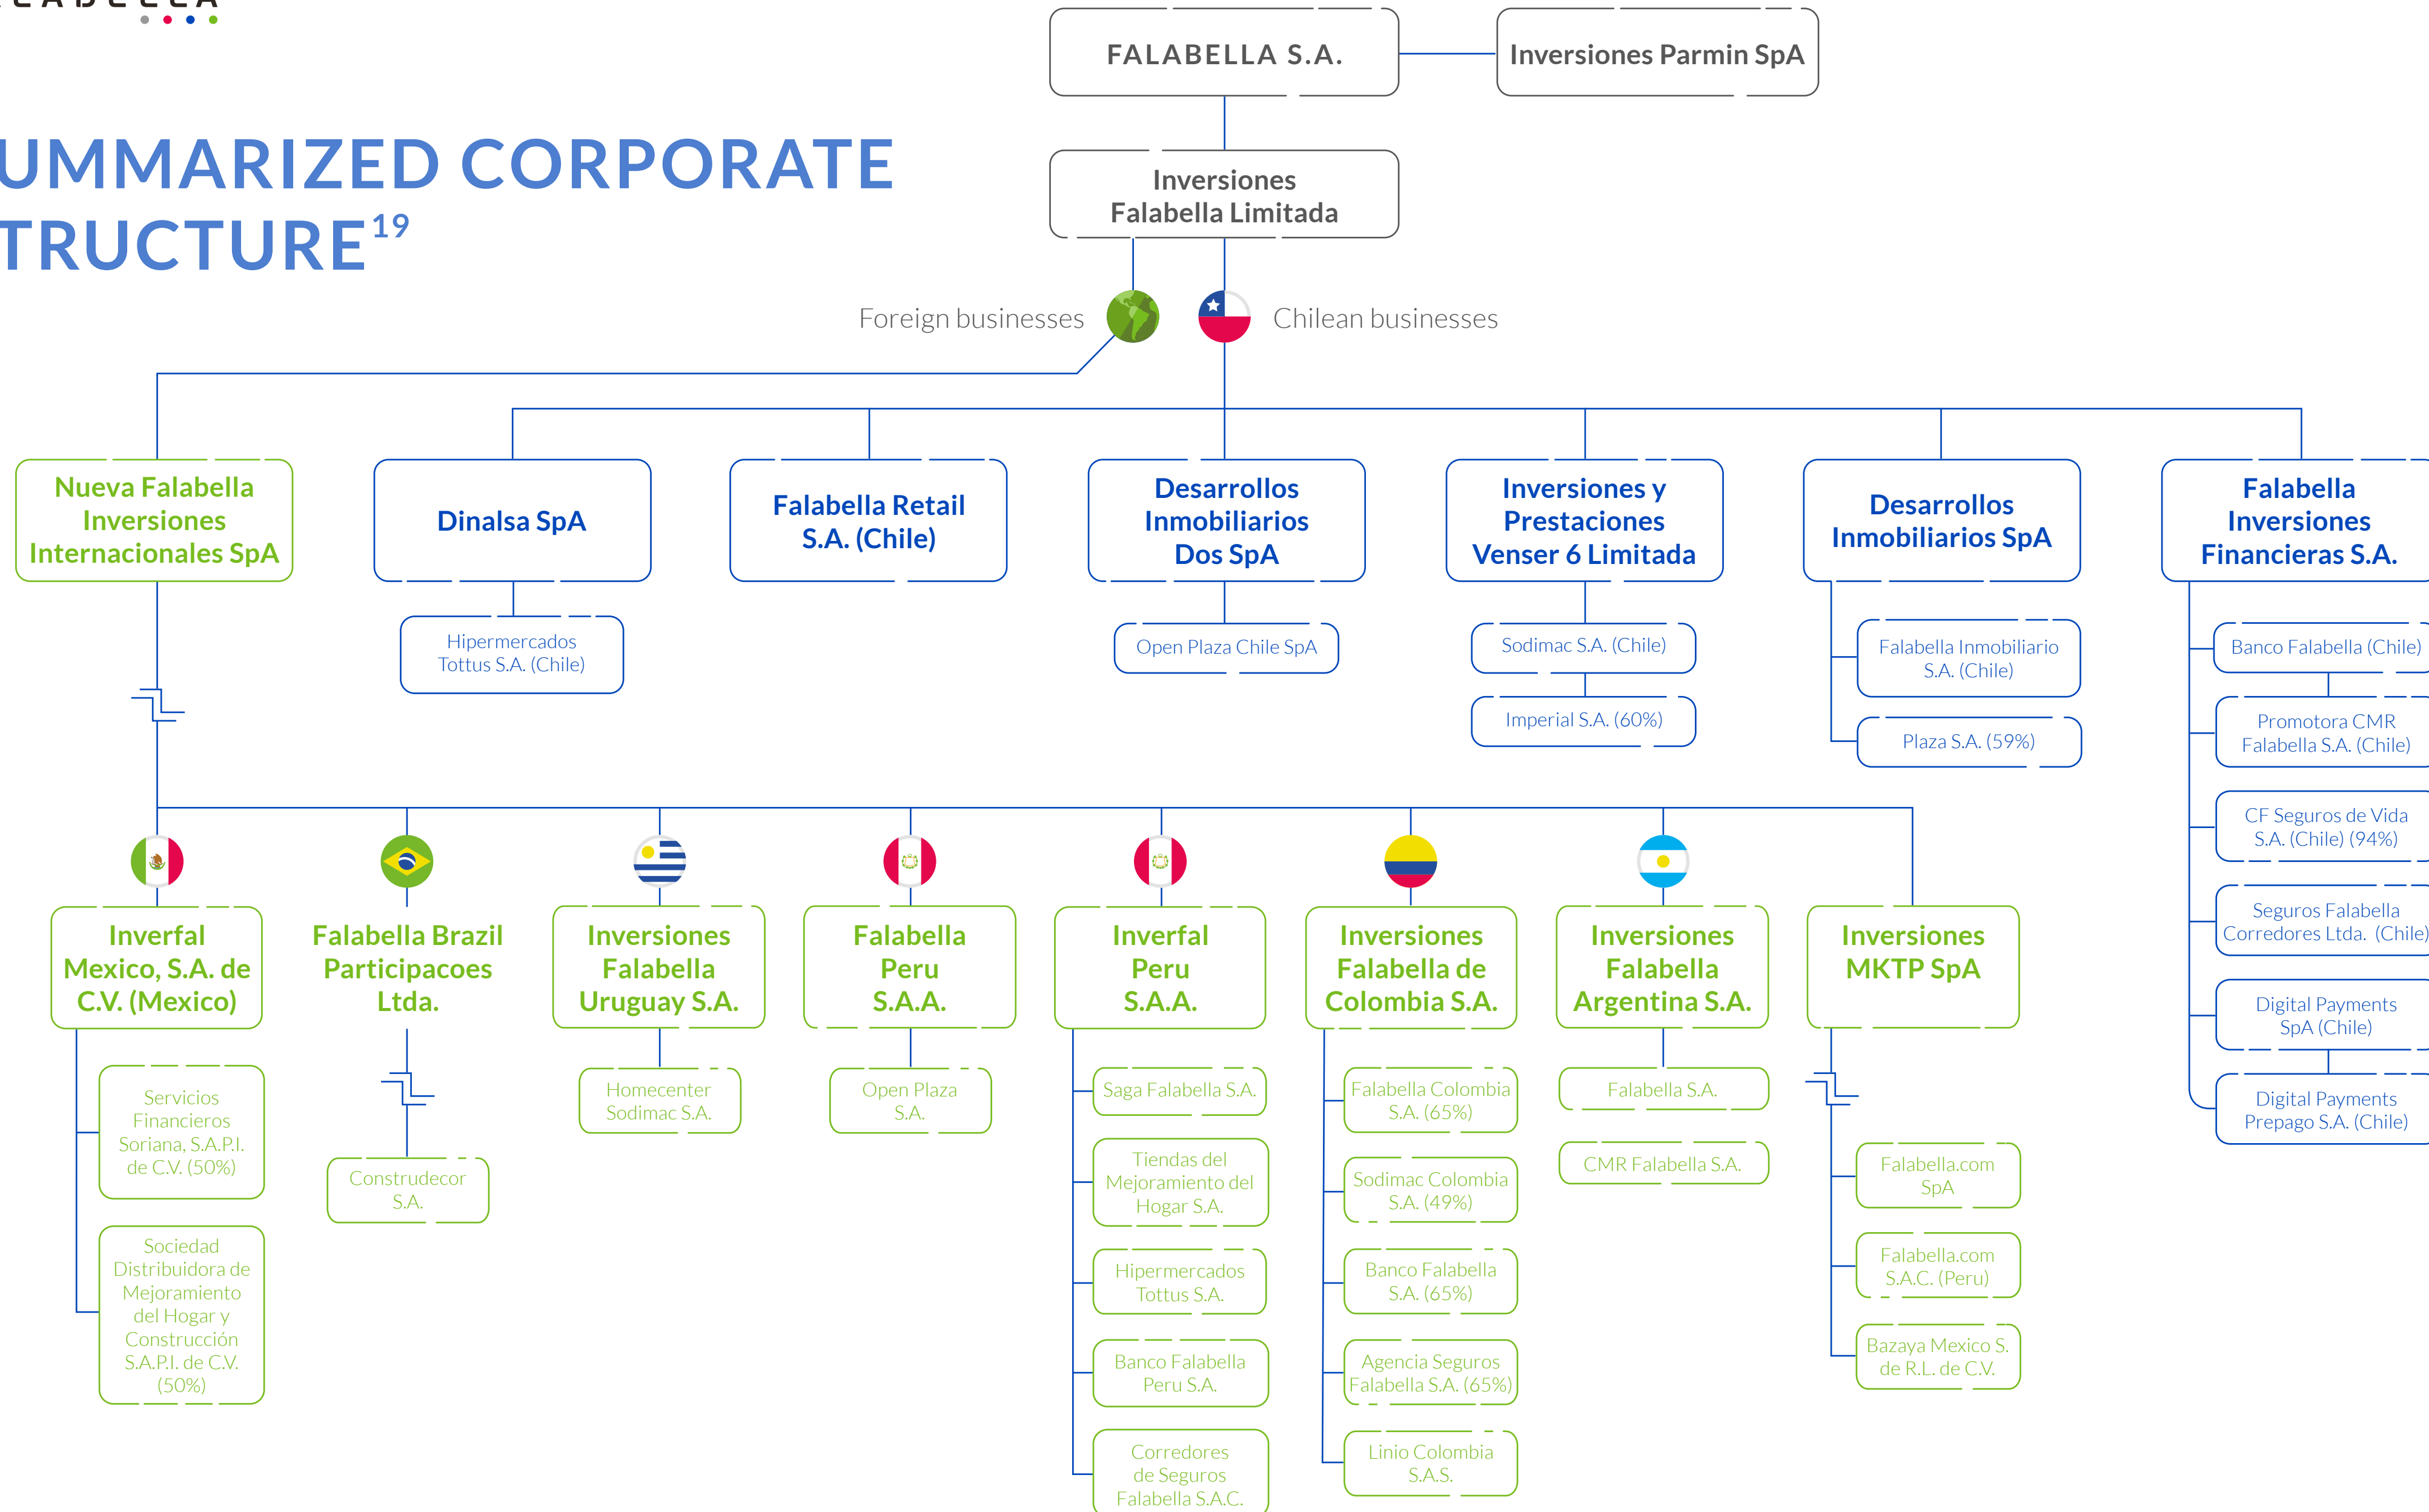 FALABELLA S.A.
Inversiones Parmin SpA
UMMARIZED CORPORATE
TRUCTURE19
Inversiones
Falabella Limitada
Foreign businesses
Chilean businesses
Nueva Falabella
Inversiones
Internacionales SpA
Dinalsa SpA
Hipermercados
Tottus S.A. (Chile)
Falabella Retail
S.A. (Chile)
Desarrollos
Inmobiliarios
Dos SpA
Open Plaza Chile SpA
Inversiones y
Prestaciones
Venser 6 Limitada
Sodimac S.A. (Chile)
Imperial S.A. (60%)
Desarrollos
Inmobiliarios SpA
Falabella Inmobiliario
S.A. (Chile)
Plaza S.A. (59%)
Falabella
Inversiones
Financieras S.A.
Banco Falabella (Chile)
Promotora CMR
Falabella S.A. (Chile)
CF Seguros de Vida
S.A. (Chile) (94%)
Seguros Falabella
Corredores Ltda. (Chile)
Digital Payments
SpA (Chile)
Digital Payments
Prepago S.A. (Chile)
Inverfal
Mexico, S.A. de
C.V. (Mexico)
Servicios
Financieros
Soriana, S.A.P.I.
de C.V. (50%)
Sociedad
Distribuidora de
Mejoramiento
del Hogar y
Construcción
S.A.P.I. de C.V.
(50%)
Falabella Brazil
Participacoes
Ltda.
Construdecor
S.A.
Inversiones
Falabella
Uruguay S.A.
Homecenter
Sodimac S.A.
Falabella
Peru
S.A.A.
Open Plaza
S.A.
Inverfal
Peru
S.A.A.
Saga Falabella S.A.
Tiendas del
Mejoramiento del
Hogar S.A.
Hipermercados
Tottus S.A.
Banco Falabella
Peru S.A.
Corredores
de Seguros
Falabella S.A.C.
Inversiones
Falabella de
Colombia S.A.
Falabella Colombia
S.A. (65%)
Sodimac Colombia
S.A. (49%)
Banco Falabella
S.A. (65%)
Agencia Seguros
Falabella S.A. (65%)
Linio Colombia
S.A.S.
Inversiones
Falabella
Argentina S.A.
Falabella S.A.
CMR Falabella S.A.
Inversiones
MKTP SpA
Falabella.com
SpA
Falabella.com
S.A.C. (Peru)
Bazaya Mexico S.
de R.L. de C.V.